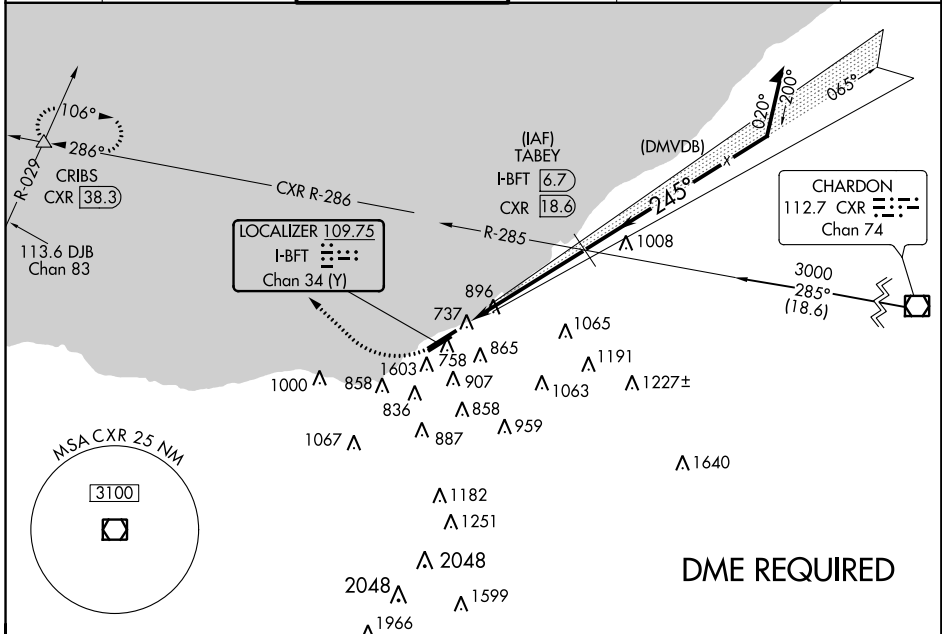 106°
286°
R-029
CRIBS
CXR 38.3
113.6 DJB
Chan 83
CXR R-286
LOCALIZER 109.75
I-BFT
Chan 34 (Y)
(IAF)
TABEY
I-BFT 6.7
CXR 18.6
R-285
(DMVDB)
245°
020°
200°
065°
CHARDON
112.7 CXR
Chan 74
3000
285°
(18.6)
1008
896
737
1065
758
865
1603
1191
1000
858
907
1063
1227±
836
858
1067
887
959
1640
MSA CXR 25 NM
3100
1182
1251
2048
2048
1599
1966
DME REQUIRED